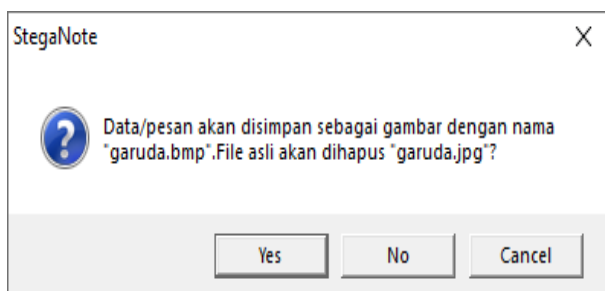 StegaNote
Data/pesan akan disimpan sebagai gambar dengan nama
"garuda.bmp".File asli akan dihapus "garuda.jpg"?
Yes
No
Cancel